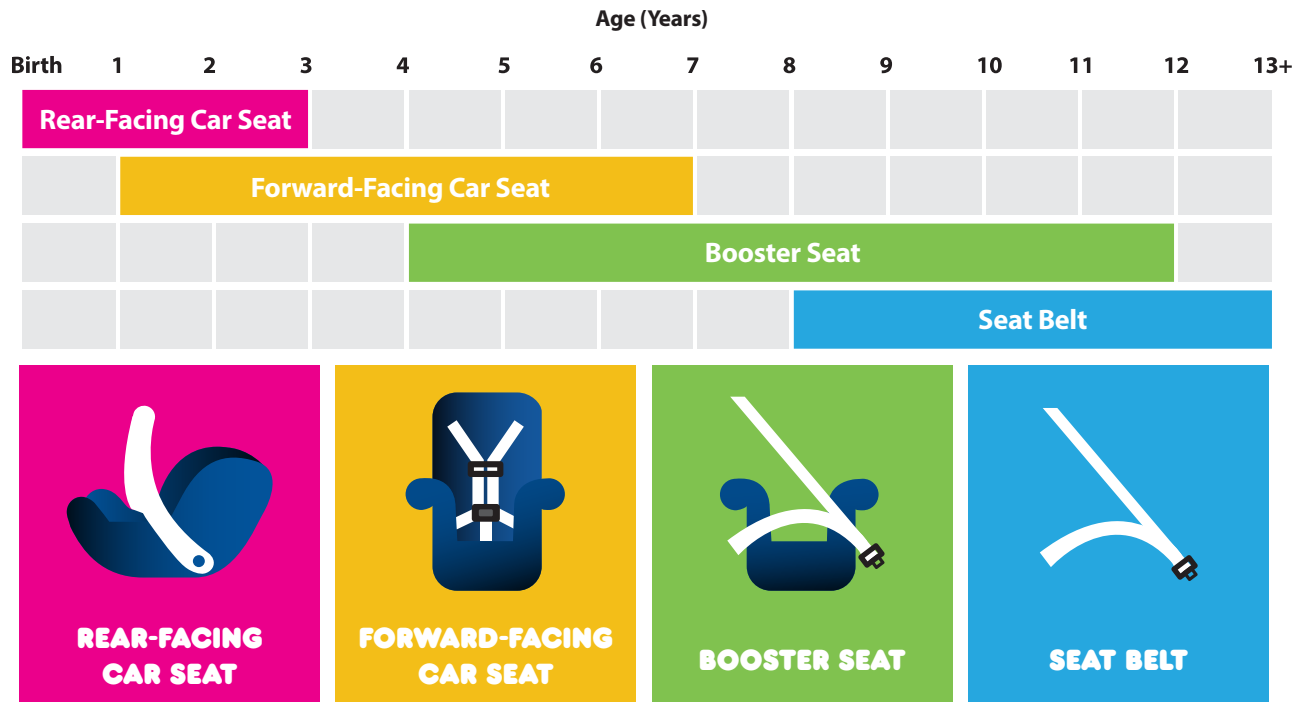 Age (Years)
Birth 1 2 3 4 5 6 7 8 9 10 11 12 13+
Rear-Facing Car Seat
Forward-Facing Car Seat
Booster Seat
Seat Belt
REAR-FACING
CAR SEAT
FORWARD-FACING
CAR SEAT
BOOSTER SEAT
SEAT BELT